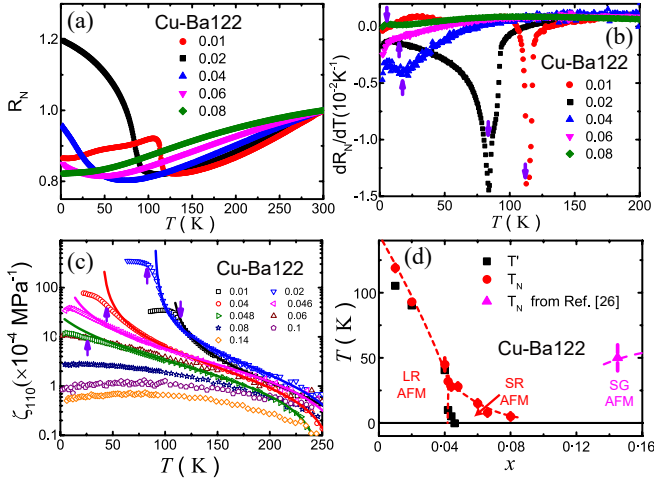 (a)
Cu-Ba122
0.01
0.02
0.04
0.06
0.08
R_N
1.2
1.0
0.8
0 50 100 150 200 250 300
T ( K )
(b)
Cu-Ba122
0.01
0.02
0.04
0.06
0.08
dR_N/dT(10⁻²K⁻¹)
0.0
-0.5
-1.0
-1.5
0 50 100 150 200
T ( K )
(c)
Cu-Ba122
0.01 0.02
0.04 0.046
0.048 0.06
0.08 0.1
0.14
ζ₁₁₀(×10⁻⁴ MPa⁻¹)
100
10
1
0.1
0 50 100 150 200 250
T ( K )
(d)
T'
T_N
T_N from Ref. [26]
Cu-Ba122
LR
AFM
SR
AFM
SG
AFM
T ( K )
100
50
0
0 0·04 0·08 0·12 0·16
x